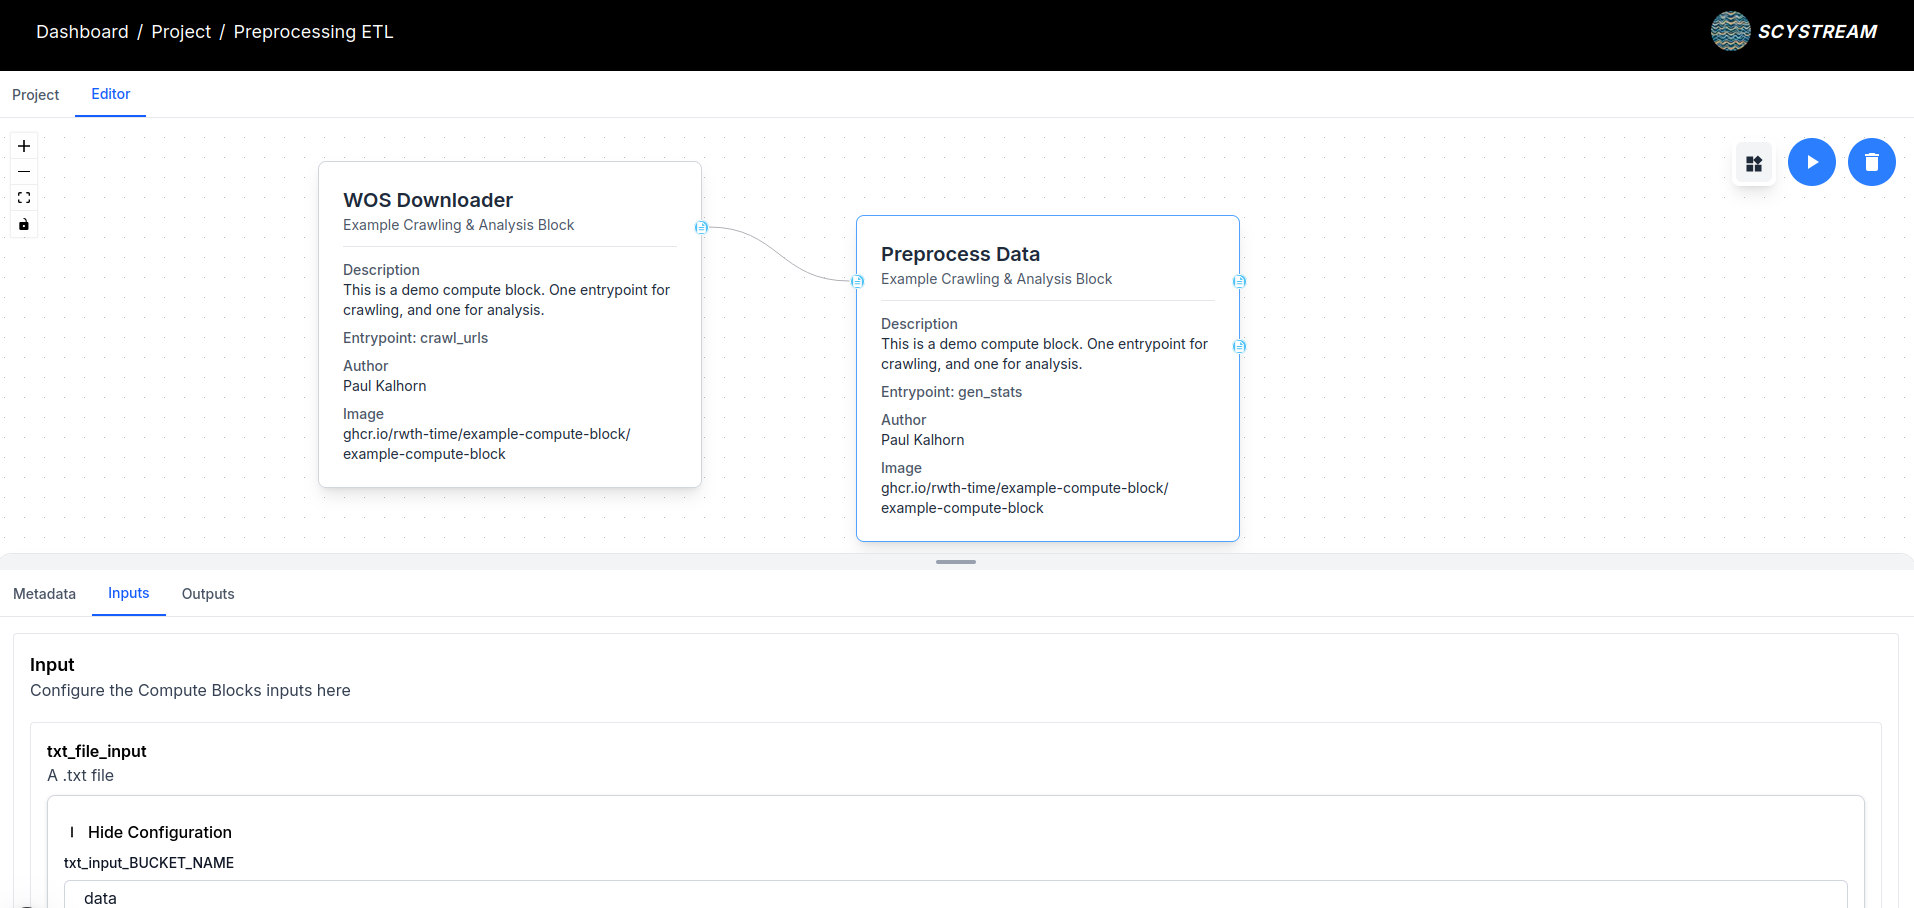 Dashboard / Project / Preprocessing ETL
SCYSTREAM
Project
Editor
WOS Downloader
Example Crawling & Analysis Block
Description
This is a demo compute block. One entrypoint for
crawling, and one for analysis.
Entrypoint: crawl_urls
Author
Paul Kalhorn
Image
ghcr.io/rwth-time/example-compute-block/
example-compute-block
Preprocess Data
Example Crawling & Analysis Block
Description
This is a demo compute block. One entrypoint for
crawling, and one for analysis.
Entrypoint: gen_stats
Author
Paul Kalhorn
Image
ghcr.io/rwth-time/example-compute-block/
example-compute-block
Metadata
Inputs
Outputs
Input
Configure the Compute Blocks inputs here
txt_file_input
A .txt file
Hide Configuration
txt_input_BUCKET_NAME
data